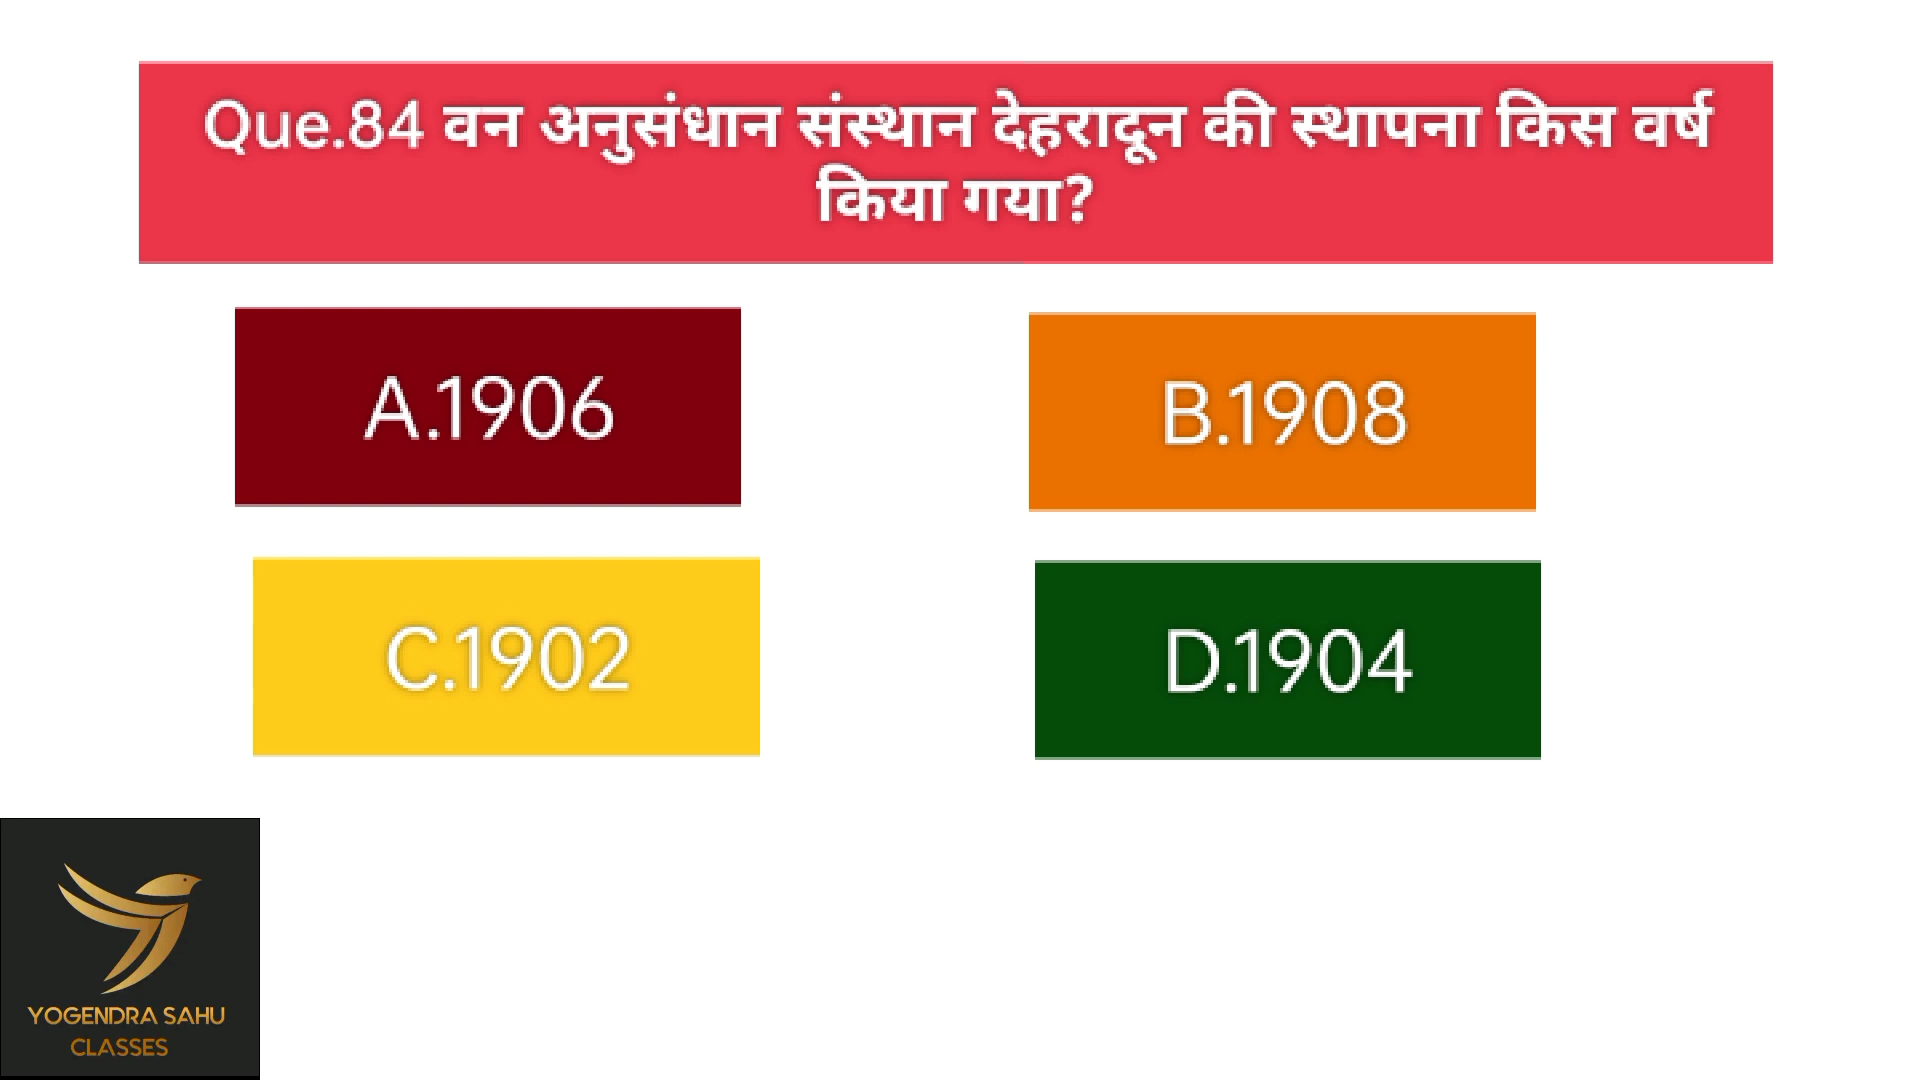 Que.84 वन अनुसंधान संस्थान देहरादून की स्थापना किस वर्ष
किया गया?
A.1906
B.1908
C.1902
D.1904
YOGENDRA SAHU
CLASSES